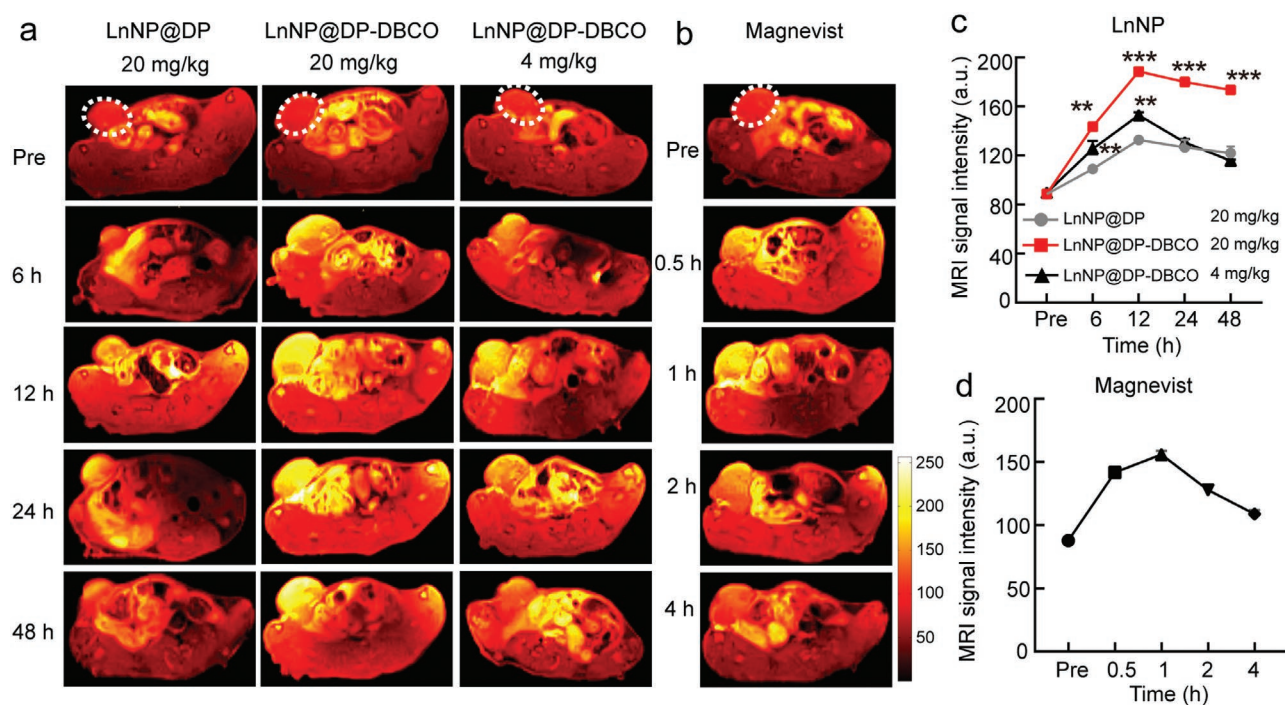 a
LnNP@DP
20 mg/kg
LnNP@DP-DBCO
20 mg/kg
LnNP@DP-DBCO
4 mg/kg
Pre
6 h
12 h
24 h
48 h
b
Magnevist
Pre
0.5 h
1 h
2 h
4 h
250
200
150
100
50
c
LnNP
MRI signal intensity (a.u.)
200
160
120
80
40
0
**
**
***
**
***
***
LnNP@DP 20 mg/kg
LnNP@DP-DBCO 20 mg/kg
LnNP@DP-DBCO 4 mg/kg
Pre 6 12 24 48
Time (h)
d
Magnevist
MRI signal intensity (a.u.)
200
150
100
50
0
Pre 0.5 1 2 4
Time (h)